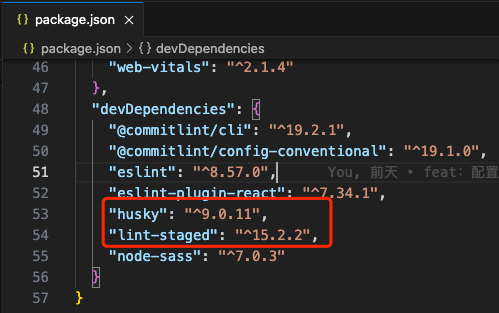 {} package.json ×
{} package.json > {} devDependencies
46 "web-vitals": "^2.1.4"
47 },
48 "devDependencies": {
49 "@commitlint/cli": "^19.2.1",
50 "@commitlint/config-conventional": "^19.1.0",
51 "eslint": "^8.57.0", You, 前天 • feat: 配置
52 "eslint-plugin-react": "^7.34.1",
53 "husky": "^9.0.11",
54 "lint-staged": "^15.2.2",
55 "node-sass": "^7.0.3"
56 }
57 }